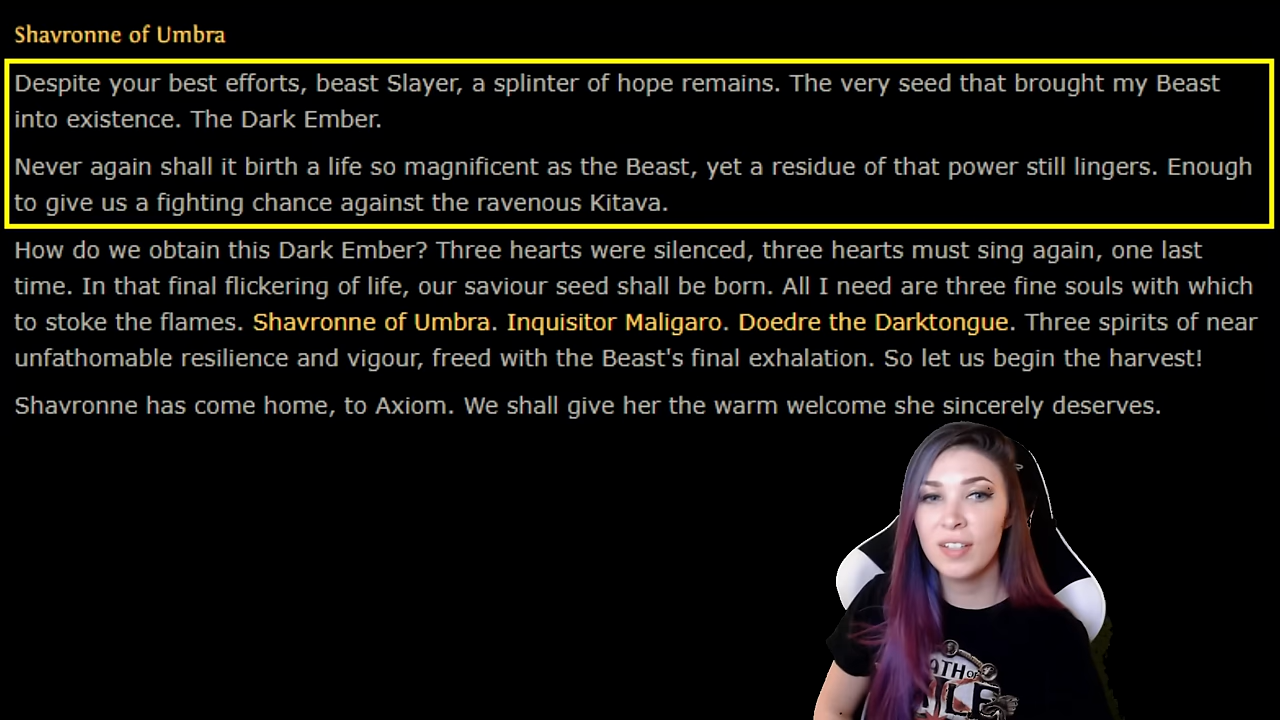 Shavronne of Umbra
Despite your best efforts, beast Slayer, a splinter of hope remains. The very seed that brought my Beast
into existence. The Dark Ember.
Never again shall it birth a life so magnificent as the Beast, yet a residue of that power still lingers. Enough
to give us a fighting chance against the ravenous Kitava.
How do we obtain this Dark Ember? Three hearts were silenced, three hearts must sing again, one last
time. In that final flickering of life, our saviour seed shall be born. All I need are three fine souls with which
to stoke the flames. Shavronne of Umbra. Inquisitor Maligaro. Doedre the Darktongue. Three spirits of near
unfathomable resilience and vigour, freed with the Beast's final exhalation. So let us begin the harvest!
Shavronne has come home, to Axiom. We shall give her the warm welcome she sincerely deserves.
ATH OF
ILE